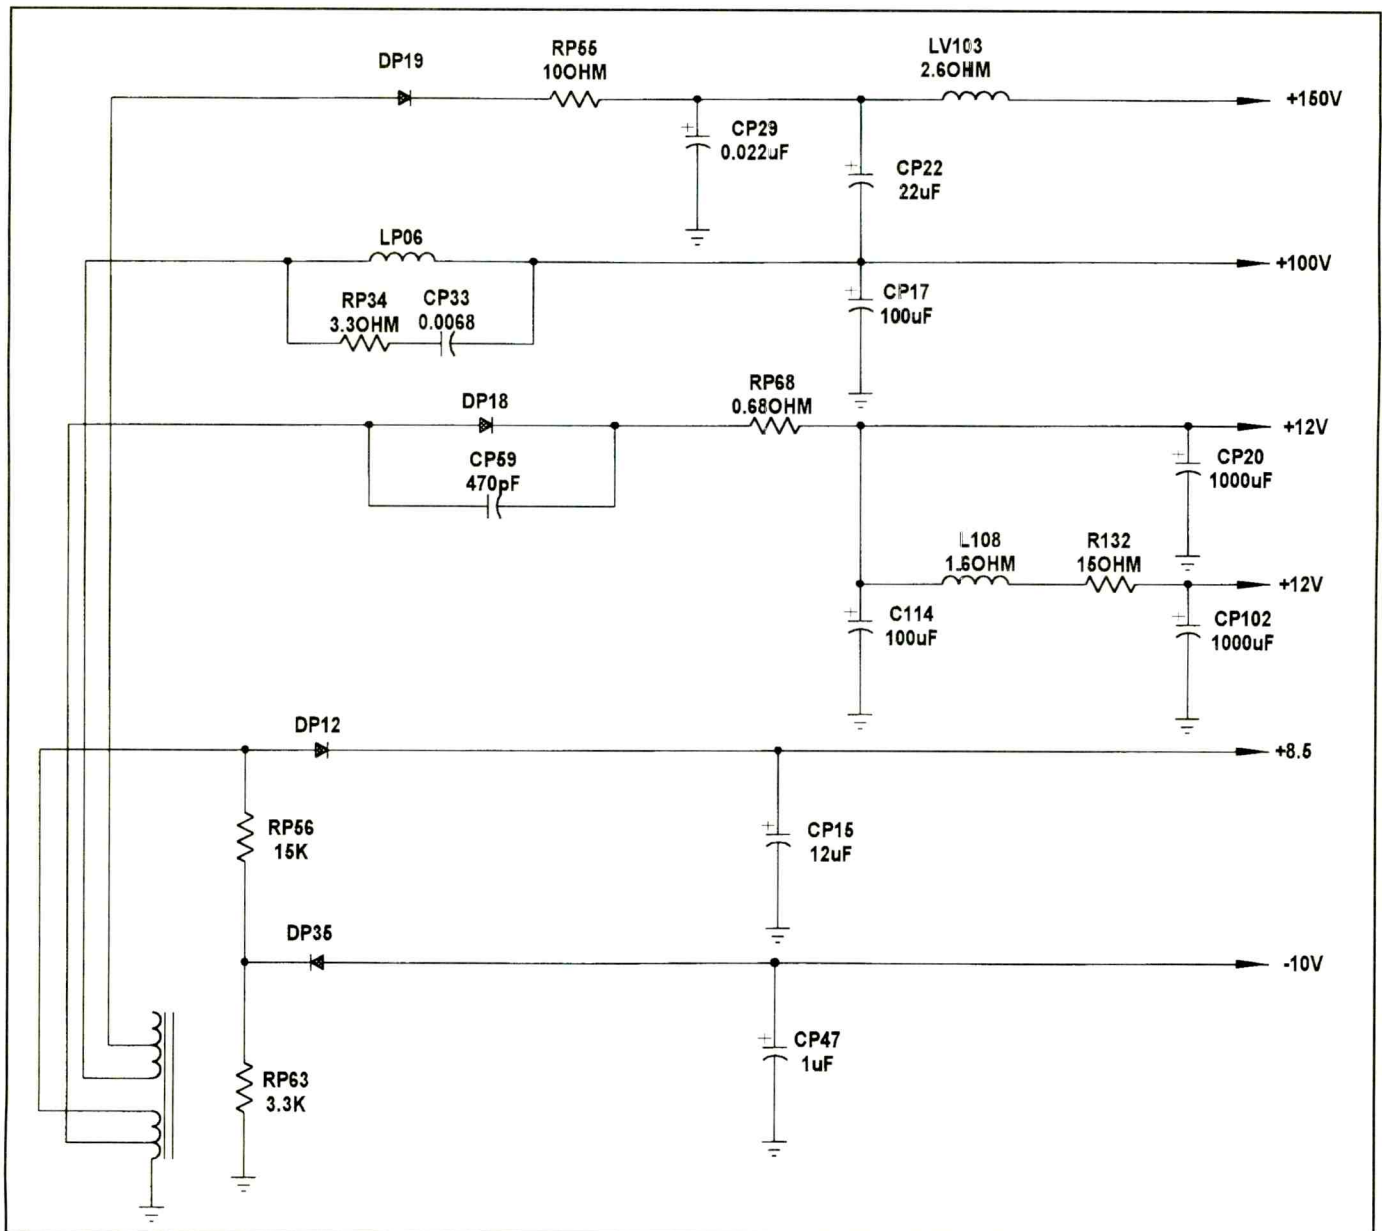 DP19
RP55
10OHM
LV103
2.6OHM
+150V
CP29
0.022uF
CP22
22uF
LP06
+100V
RP34
3.3OHM
CP33
0.0068
CP17
100uF
DP18
RP68
0.68OHM
+12V
CP59
470pF
CP20
1000uF
L108
1.6OHM
R132
15OHM
+12V
C114
100uF
CP102
1000uF
DP12
+8.5
RP56
15K
CP15
12uF
DP35
-10V
RP63
3.3K
CP47
1uF